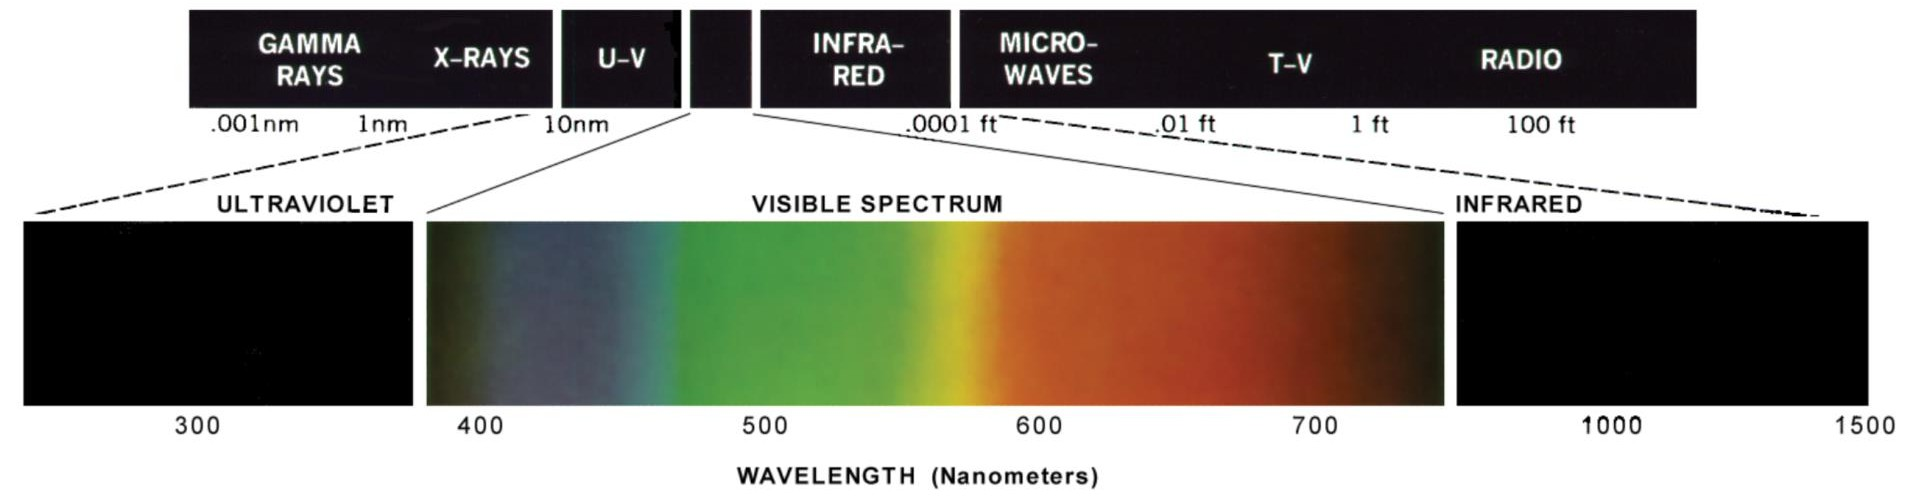 GAMMA
RAYS
X–RAYS
U–V
INFRA–
RED
MICRO–
WAVES
T–V
RADIO
.001nm 1nm 10nm .0001 ft .01 ft 1 ft 100 ft
ULTRAVIOLET VISIBLE SPECTRUM INFRARED
300 400 500 600 700 1000 1500
WAVELENGTH (Nanometers)